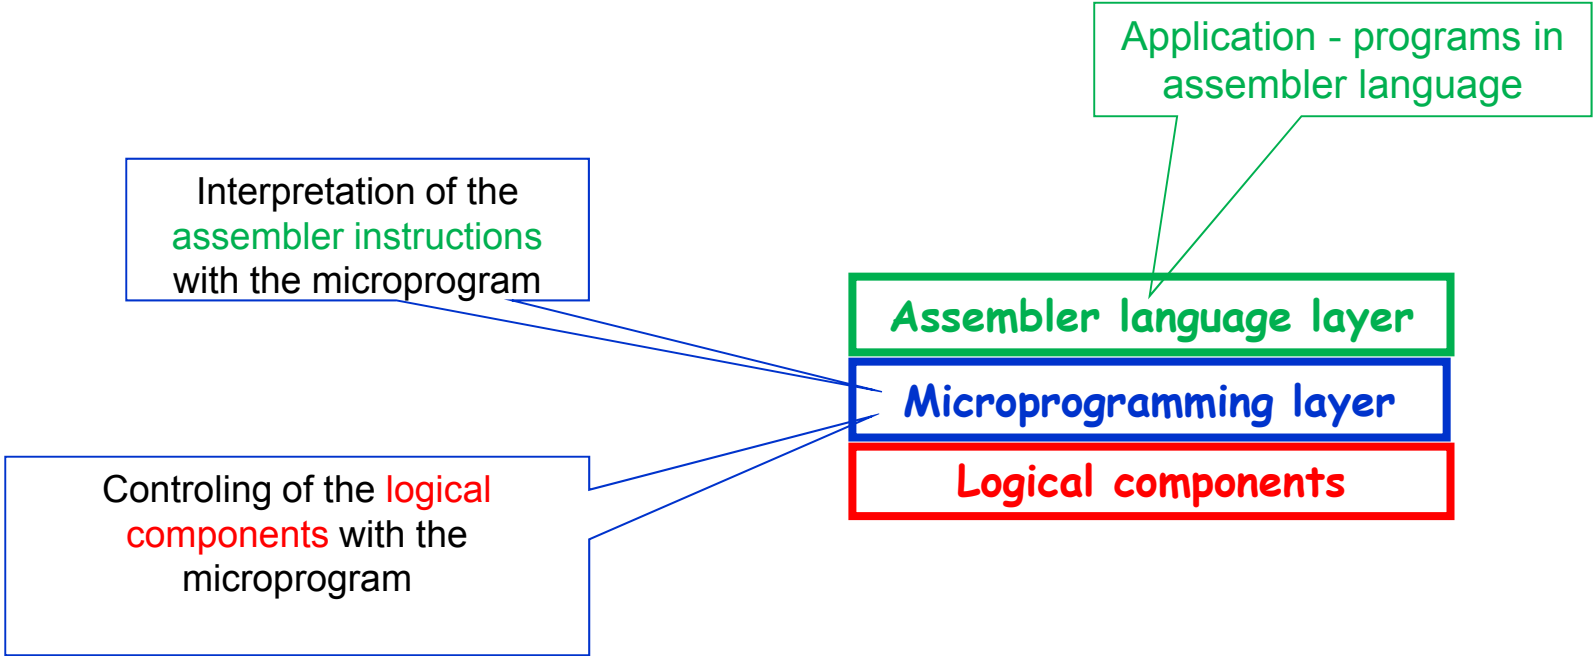 Application - programs in
assembler language
Interpretation of the
assembler instructions
with the microprogram
Assembler language layer
Microprogramming layer
Logical components
Controling of the logical
components with the
microprogram